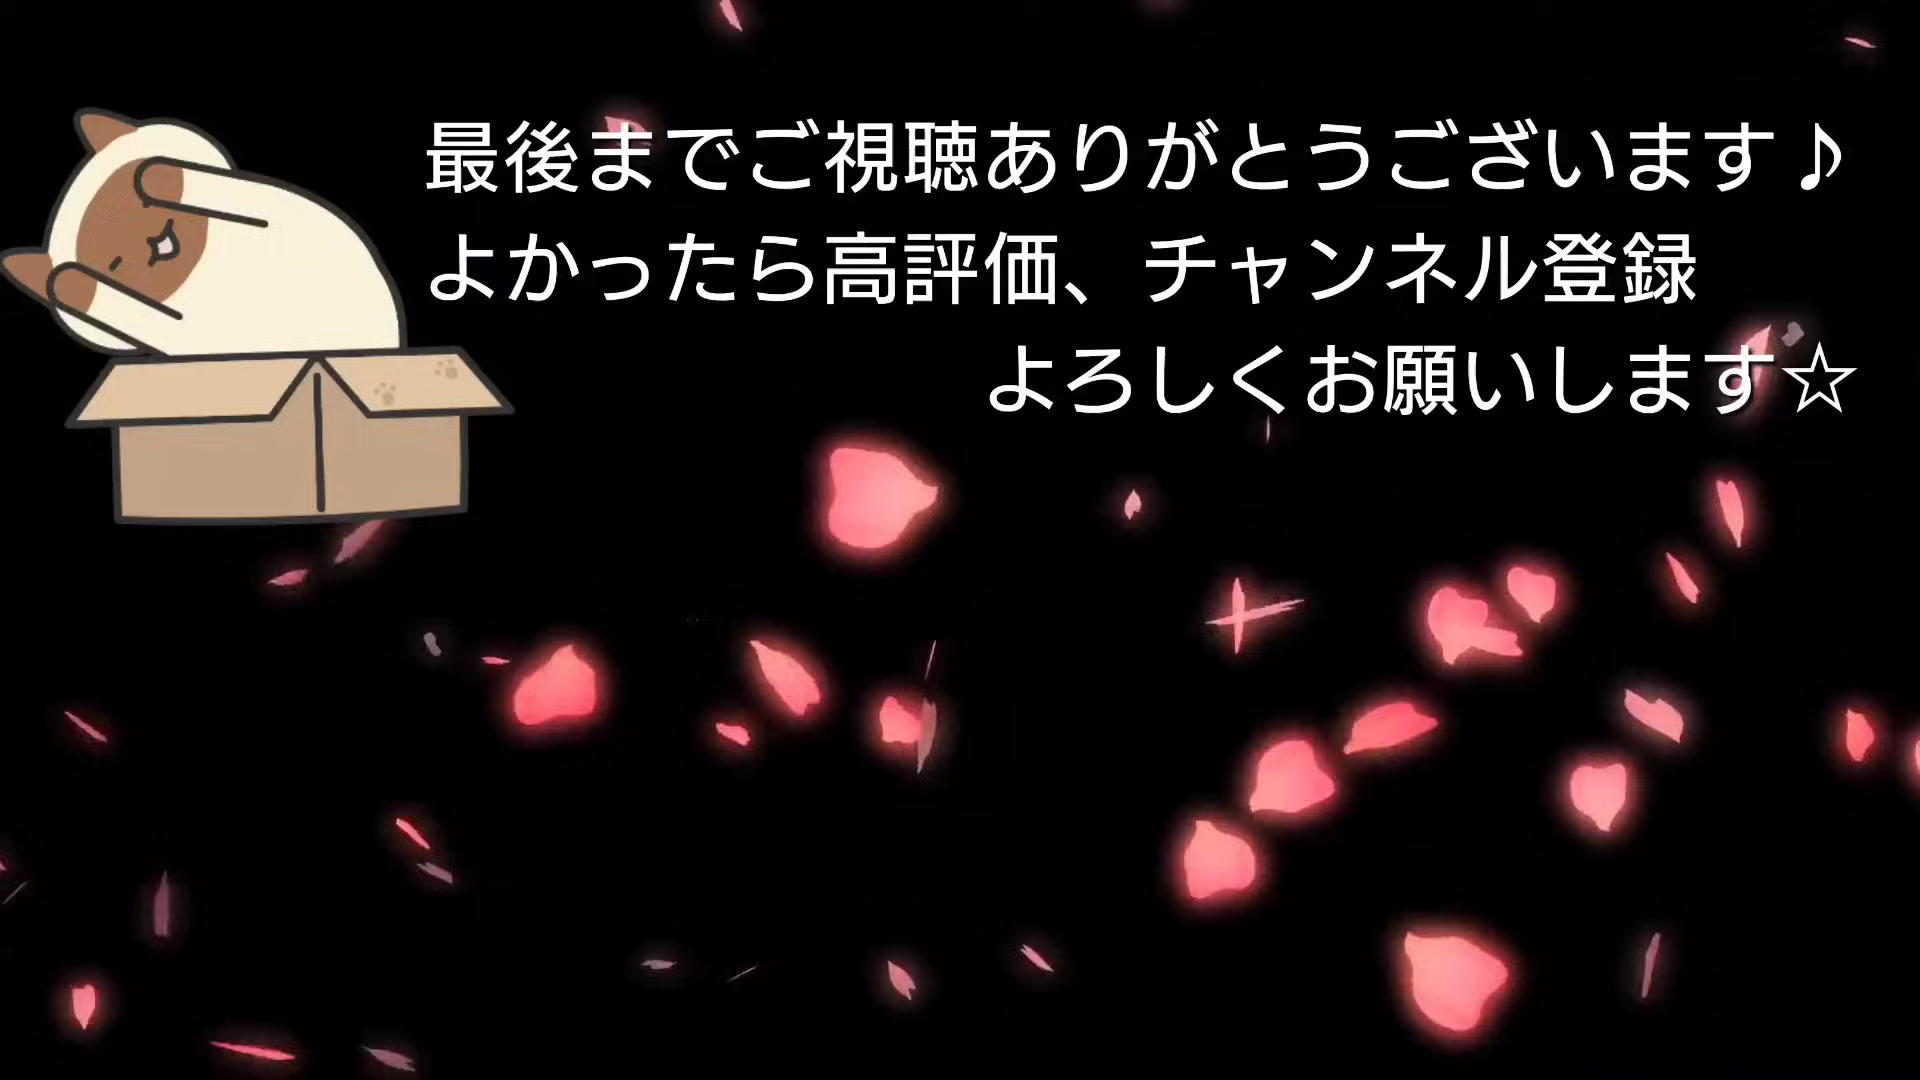 最後までご視聴ありがとうございます♪
よかったら高評価、チャンネル登録
よろしくお願いします☆